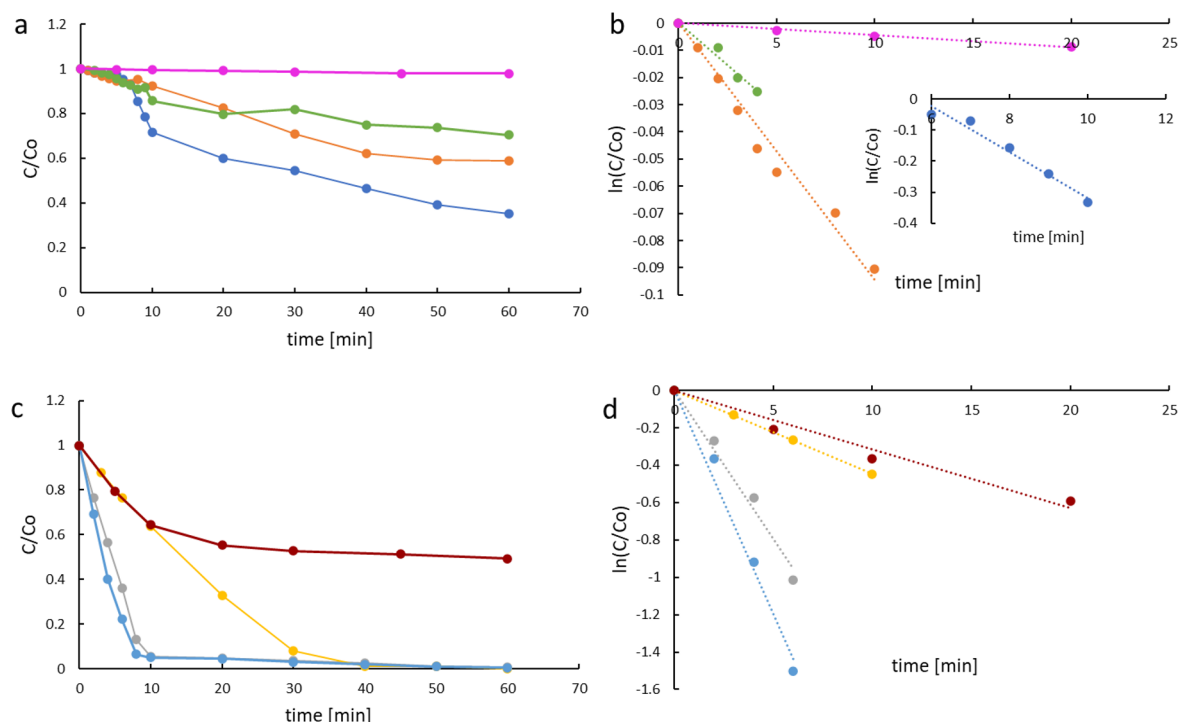 a
1.2
1
0.8
0.6
0.4
0.2
0
C/Co
0 10 20 30 40 50 60 70
time [min]
b
0
-0.01
-0.02
-0.03
-0.04
-0.05
-0.06
-0.07
-0.08
-0.09
-0.1
ln(C/Co)
0 5 10 15 20 25
time [min]
0
-0.1
-0.2
-0.3
-0.4
ln(C/Co)
6 8 10 12
time [min]
c
1.2
1
0.8
0.6
0.4
0.2
0
C/Co
0 10 20 30 40 50 60 70
time [min]
d
0
-0.2
-0.4
-0.6
-0.8
-1
-1.2
-1.4
-1.6
ln(C/Co)
0 5 10 15 20 25
time [min]